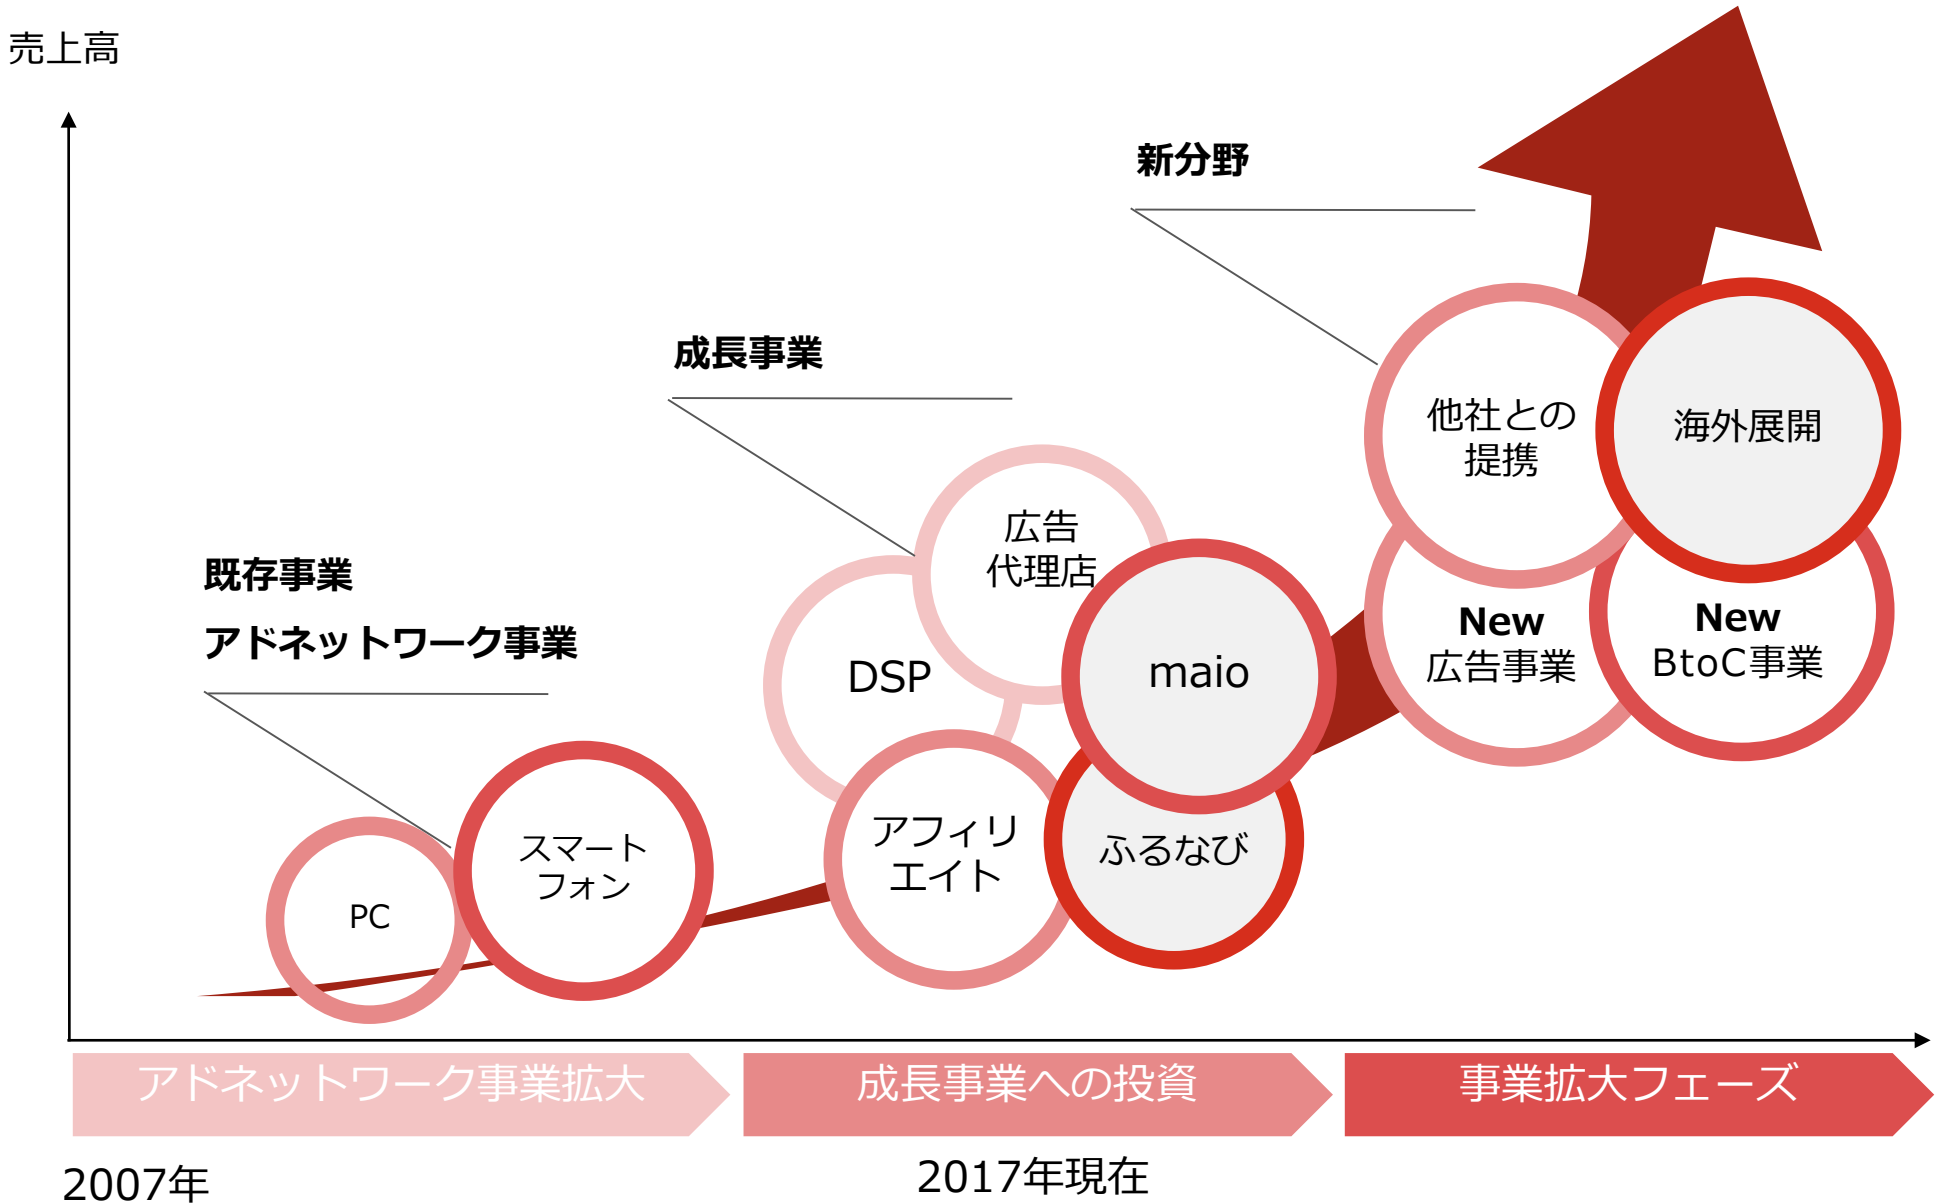 売上高
新分野
成長事業
既存事業
アドネットワーク事業
他社との
提携
海外展開
New
広告事業
New
BtoC事業
広告
代理店
DSP
maio
アフィリ
エイト
ふるなび
スマート
フォン
PC
アドネットワーク事業拡大
成長事業への投資
事業拡大フェーズ
2007年
2017年現在